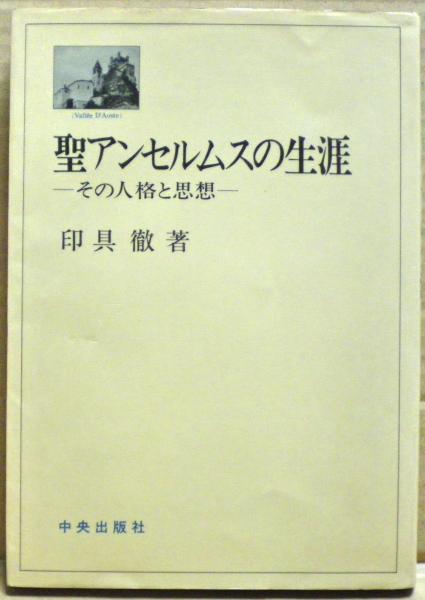 (Vallée D'Aoste)
聖アンセルムスの生涯
―その人格と思想―
印具 徹 著
中央出版社